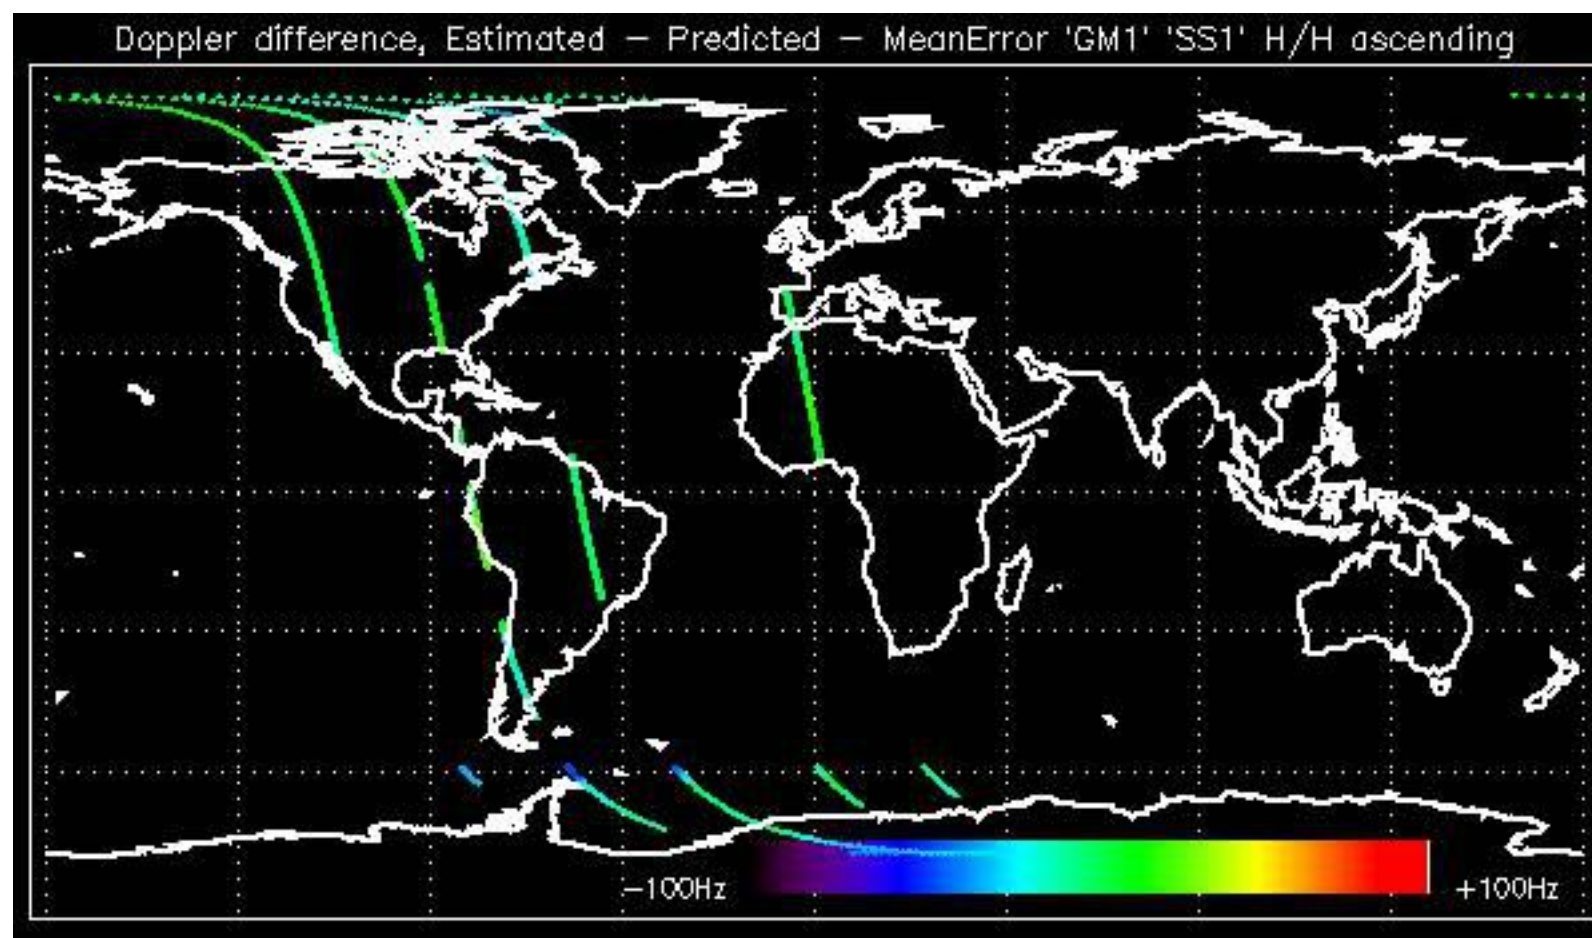 Doppler difference, Estimated – Predicted – MeanError 'GM1' 'SS1' H/H ascending
–100Hz +100Hz